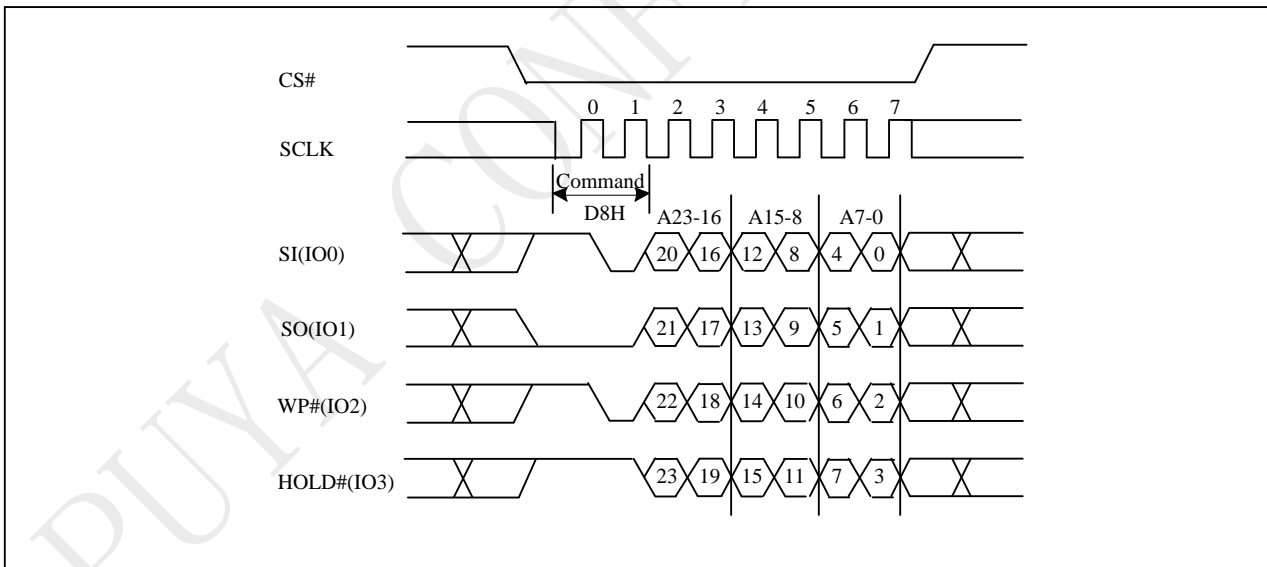 CS#
0 1 2 3 4 5 6 7
SCLK
Command
D8H
A23-16 A15-8 A7-0
SI(IO0) 20 16 12 8 4 0
SO(IO1) 21 17 13 9 5 1
WP#(IO2) 22 18 14 10 6 2
HOLD#(IO3) 23 19 15 11 7 3
PUYA CON